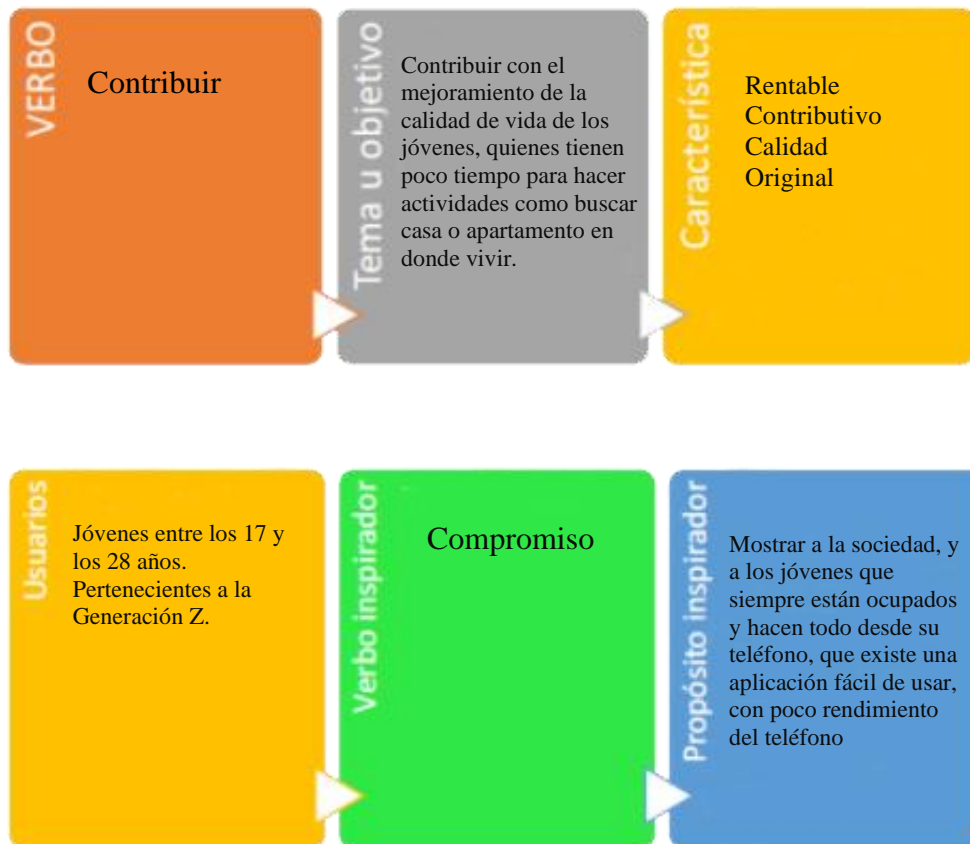 VERBO
Contribuir
Tema u objetivo
Contribuir con el
mejoramiento de la
calidad de vida de los
jóvenes, quienes tienen
poco tiempo para hacer
actividades como buscar
casa o apartamento en
donde vivir.
Característica
Rentable
Contributivo
Calidad
Original
Usuarios
Jóvenes entre los 17 y
los 28 años.
Pertenecientes a la
Generación Z.
Verbo inspirador
Compromiso
Propósito inspirador
Mostrar a la sociedad, y
a los jóvenes que
siempre están ocupados
y hacen todo desde su
teléfono, que existe una
aplicación fácil de usar,
con poco rendimiento
del teléfono